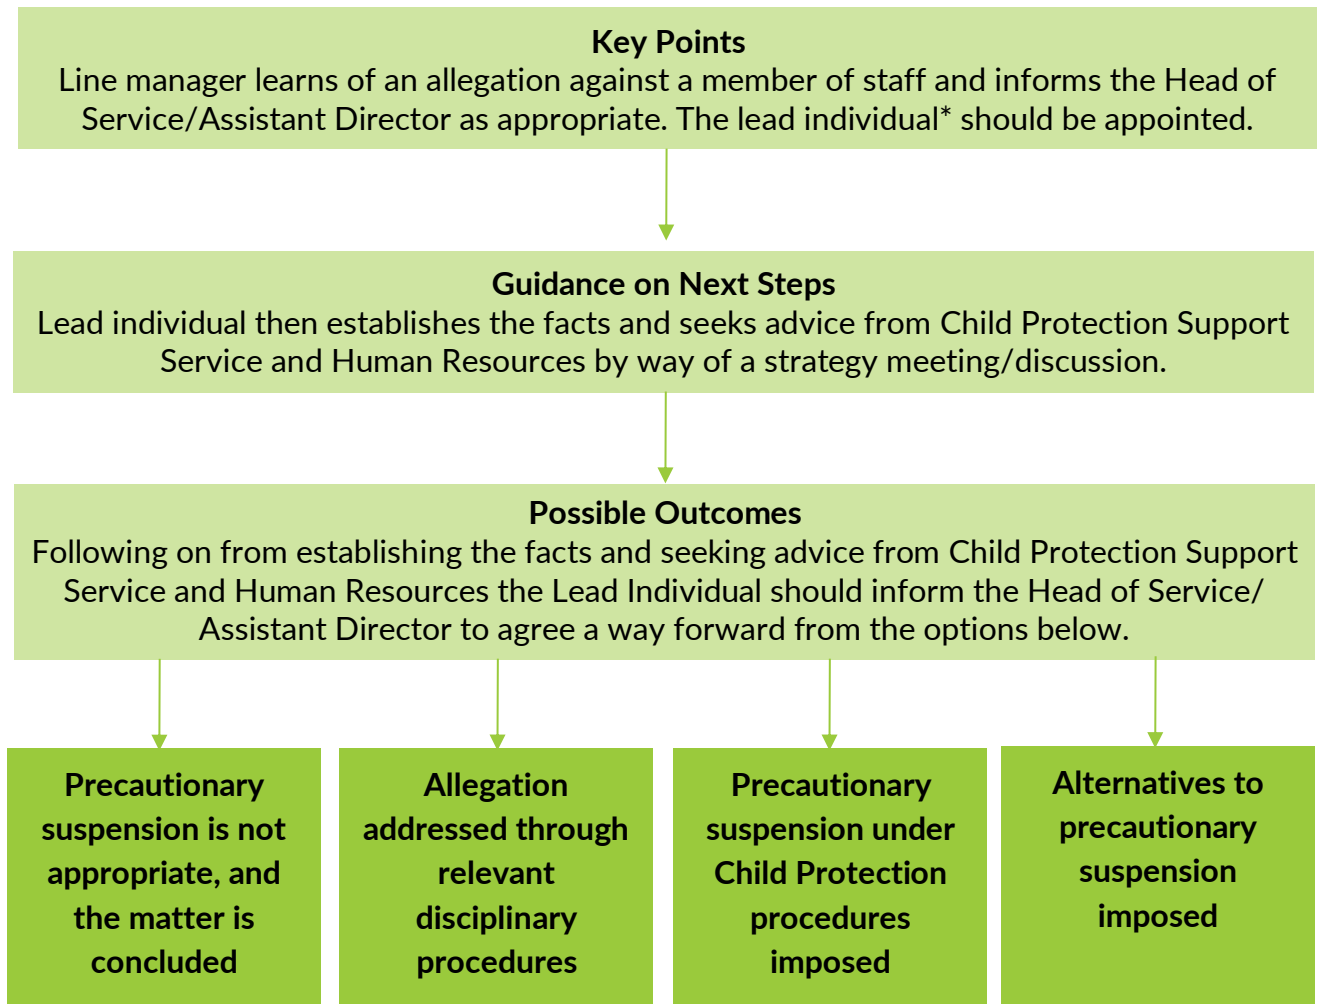 Key Points
Line manager learns of an allegation against a member of staff and informs the Head of
Service/Assistant Director as appropriate. The lead individual* should be appointed.
Guidance on Next Steps
Lead individual then establishes the facts and seeks advice from Child Protection Support
Service and Human Resources by way of a strategy meeting/discussion.
Possible Outcomes
Following on from establishing the facts and seeking advice from Child Protection Support
Service and Human Resources the Lead Individual should inform the Head of Service/
Assistant Director to agree a way forward from the options below.
Precautionary
suspension is not
appropriate, and
the matter is
concluded
Allegation
addressed through
relevant
disciplinary
procedures
Precautionary
suspension under
Child Protection
procedures
imposed
Alternatives to
precautionary
suspension
imposed